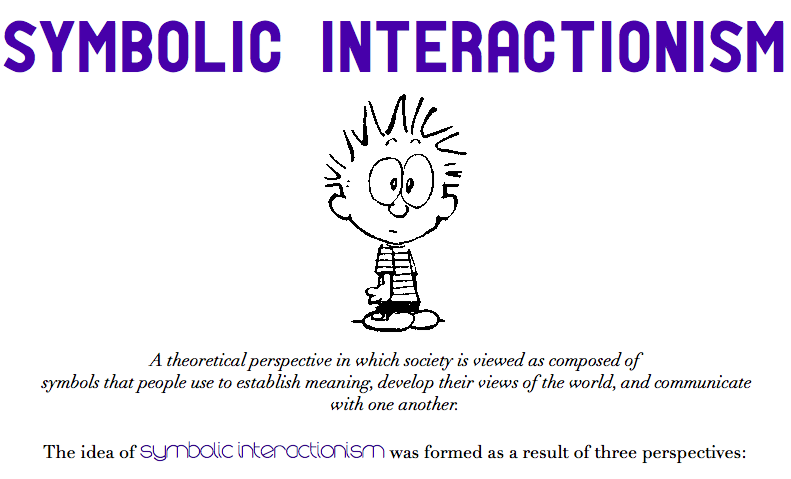 SYMBOLIC INTERACTIONISM
A theoretical perspective in which society is viewed as composed of
symbols that people use to establish meaning, develop their views of the world, and communicate
with one another.
The idea of symbolic interactionism was formed as a result of three perspectives: